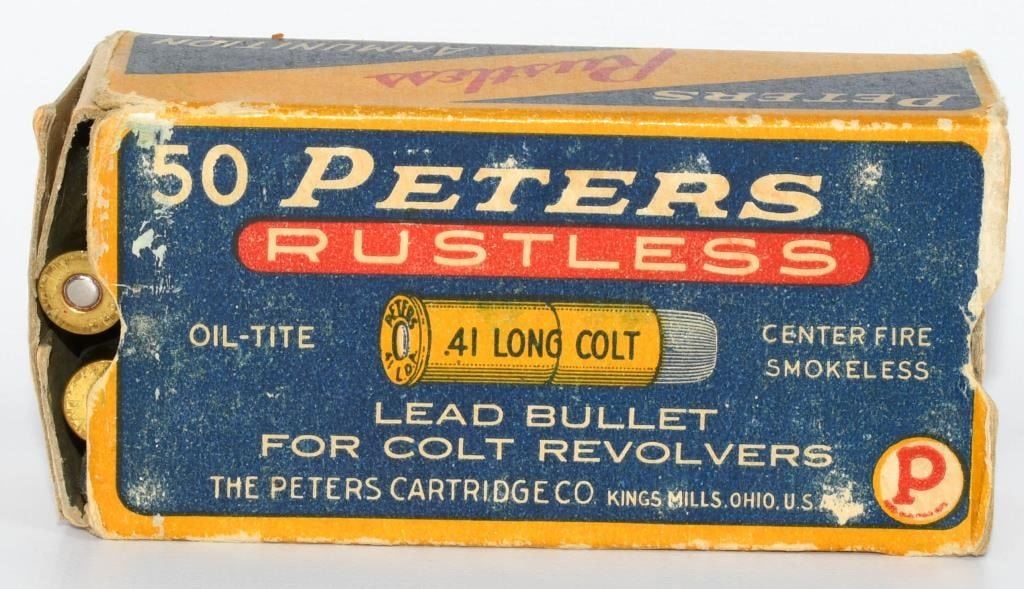 AMMUNITION
Rustless
PETERS
50 PETERS
RUSTLESS
OIL-TITE
PETERS
.41 LONG COLT
CENTER FIRE
SMOKELESS
LEAD BULLET
FOR COLT REVOLVERS
THE PETERS CARTRIDGE CO KINGS MILLS, OHIO, U.S.A.
P